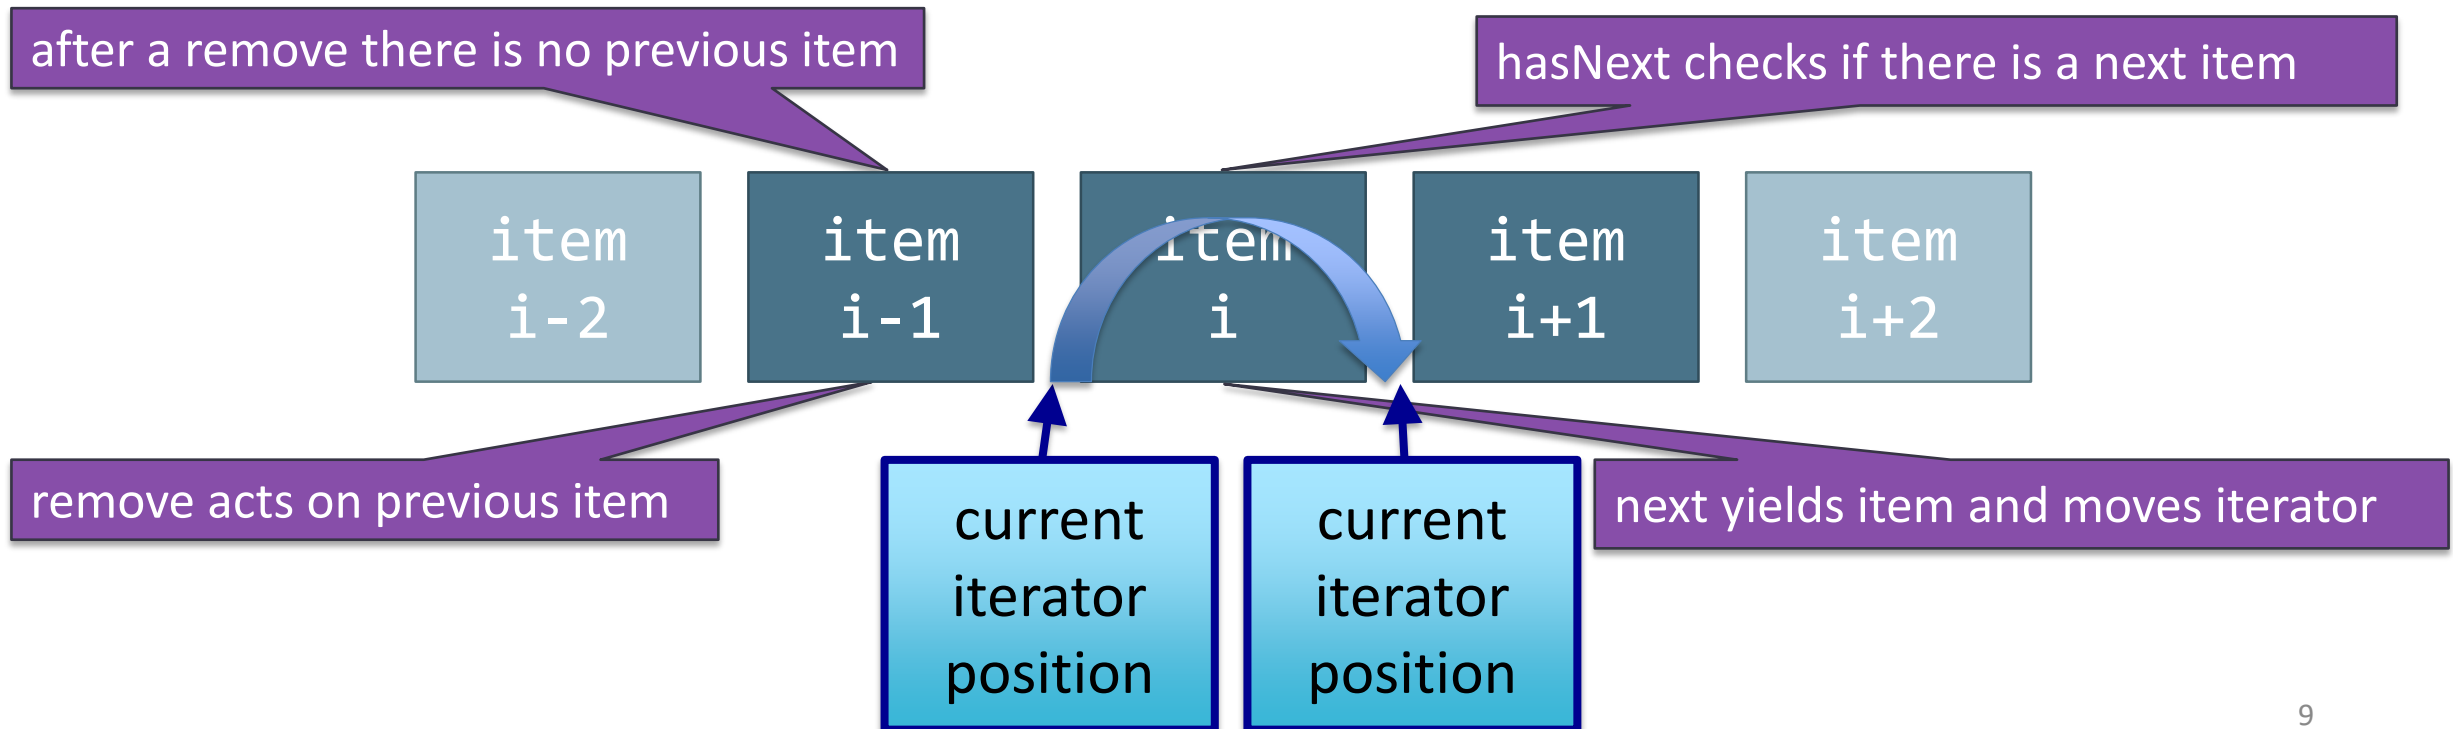 after a remove there is no previous item
hasNext checks if there is a next item
item
i-2
item
i-1
item
i
item
i+1
item
i+2
remove acts on previous item
current
iterator
position
current
iterator
position
next yields item and moves iterator
9